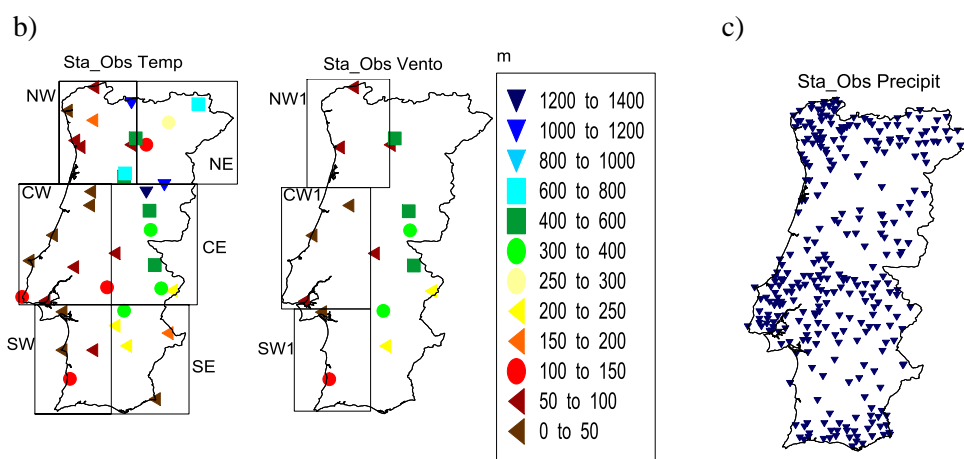 b)
c)
m
Sta_Obs Temp
Sta_Obs Vento
Sta_Obs Precipit
NW
NE
CW
CE
SW
SE
NW1
CW1
SW1
1200 to 1400
1000 to 1200
800 to 1000
600 to 800
400 to 600
300 to 400
250 to 300
200 to 250
150 to 200
100 to 150
50 to 100
0 to 50